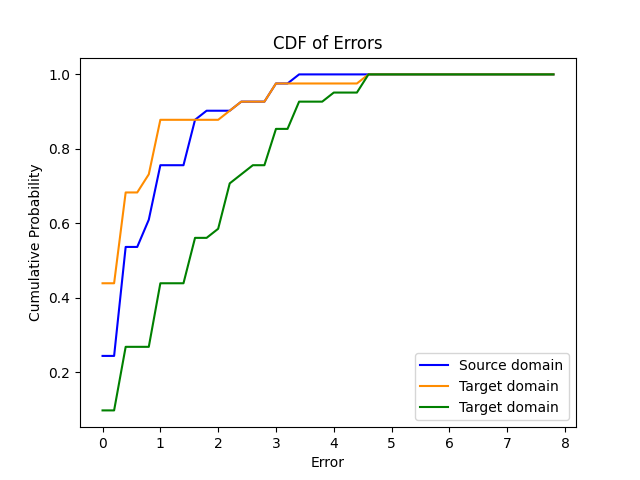 CDF of Errors
1.0
0.8
0.6
0.4
0.2
Cumulative Probability
Source domain
Target domain
Target domain
0 1 2 3 4 5 6 7 8
Error